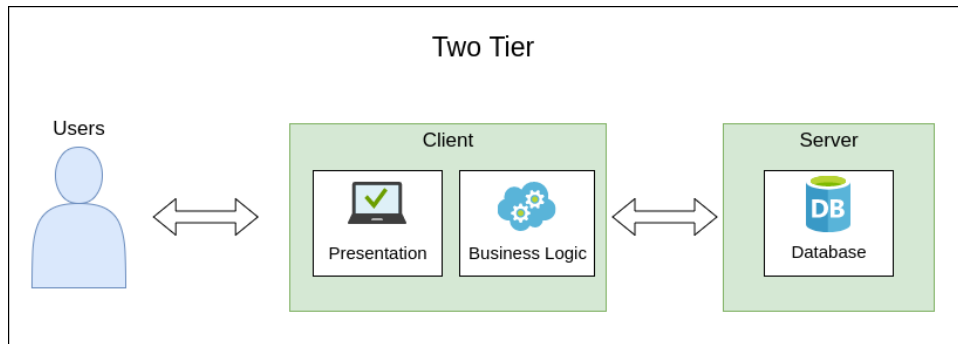 Two Tier
Users
Client
Server
Presentation
Business Logic
DB
Database